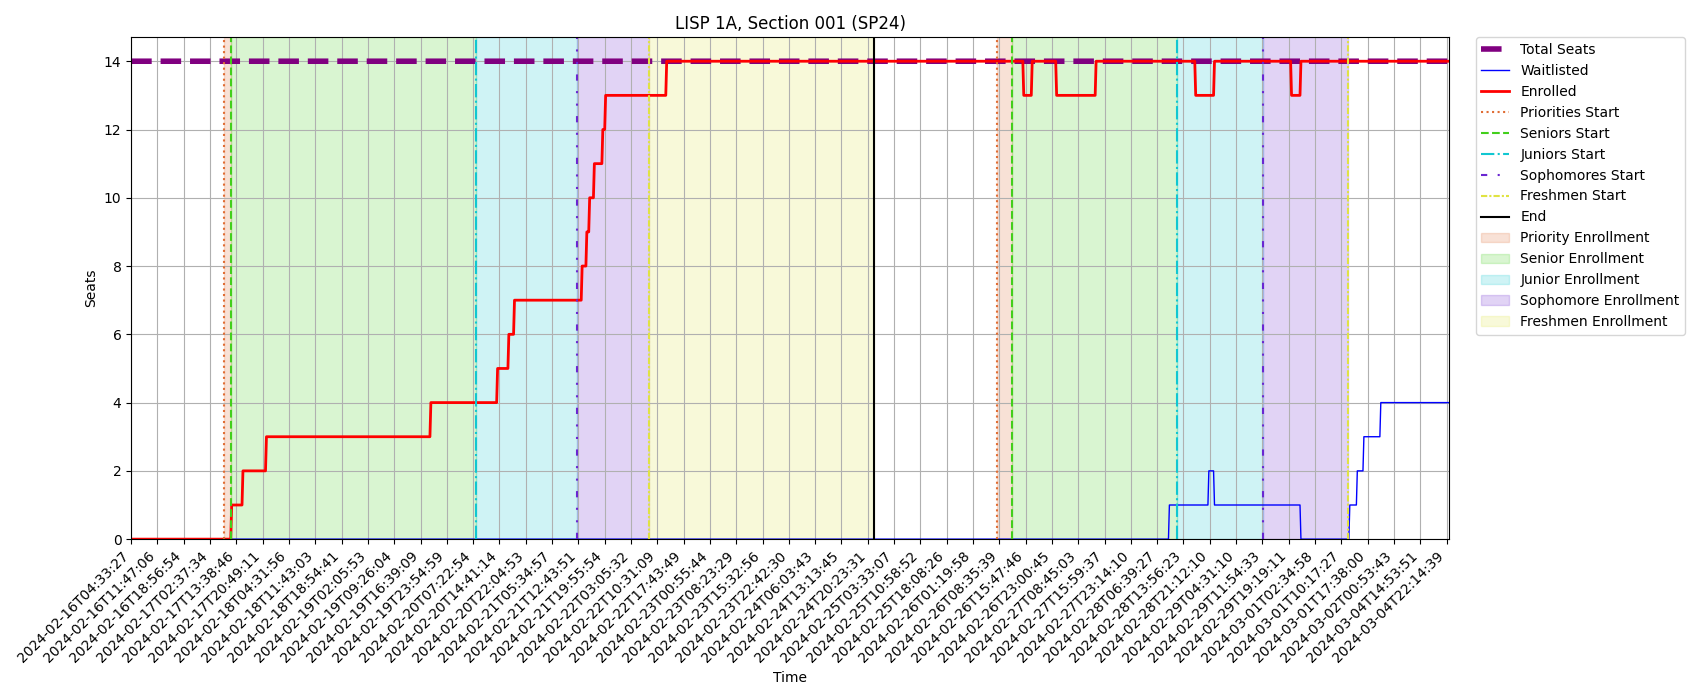 LISP 1A, Section 001 (SP24)
Seats
14
12
10
8
6
4
2
0
2024-02-16T04:33:27
2024-02-16T11:47:06
2024-02-16T18:56:54
2024-02-17T02:37:34
2024-02-17T13:38:46
2024-02-17T20:49:11
2024-02-18T04:31:56
2024-02-18T11:43:03
2024-02-18T18:54:41
2024-02-19T02:05:53
2024-02-19T09:26:04
2024-02-19T16:39:09
2024-02-19T23:54:59
2024-02-20T07:22:54
2024-02-20T14:41:14
2024-02-21T05:04:53
2024-02-21T05:34:57
2024-02-21T12:43:51
2024-02-21T19:55:54
2024-02-22T03:05:32
2024-02-22T10:31:09
2024-02-22T17:43:49
2024-02-23T00:55:44
2024-02-23T08:23:29
2024-02-23T15:32:56
2024-02-23T22:42:30
2024-02-24T06:03:43
2024-02-24T13:13:45
2024-02-24T20:23:31
2024-02-25T03:33:07
2024-02-25T10:58:52
2024-02-25T18:08:26
2024-02-26T01:19:58
2024-02-26T08:35:39
2024-02-26T15:47:46
2024-02-26T23:00:45
2024-02-27T08:45:03
2024-02-27T15:59:37
2024-02-27T23:14:10
2024-02-28T06:39:27
2024-02-28T13:56:23
2024-02-28T21:12:10
2024-02-29T04:31:10
2024-02-29T11:54:33
2024-02-29T19:19:11
2024-03-01T02:34:58
2024-03-01T10:17:27
2024-03-01T17:38:00
2024-03-02T00:53:43
2024-03-04T14:53:51
2024-03-04T22:14:39
Time
Total Seats
Waitlisted
Enrolled
Priorities Start
Seniors Start
Juniors Start
Sophomores Start
Freshmen Start
End
Priority Enrollment
Senior Enrollment
Junior Enrollment
Sophomore Enrollment
Freshmen Enrollment